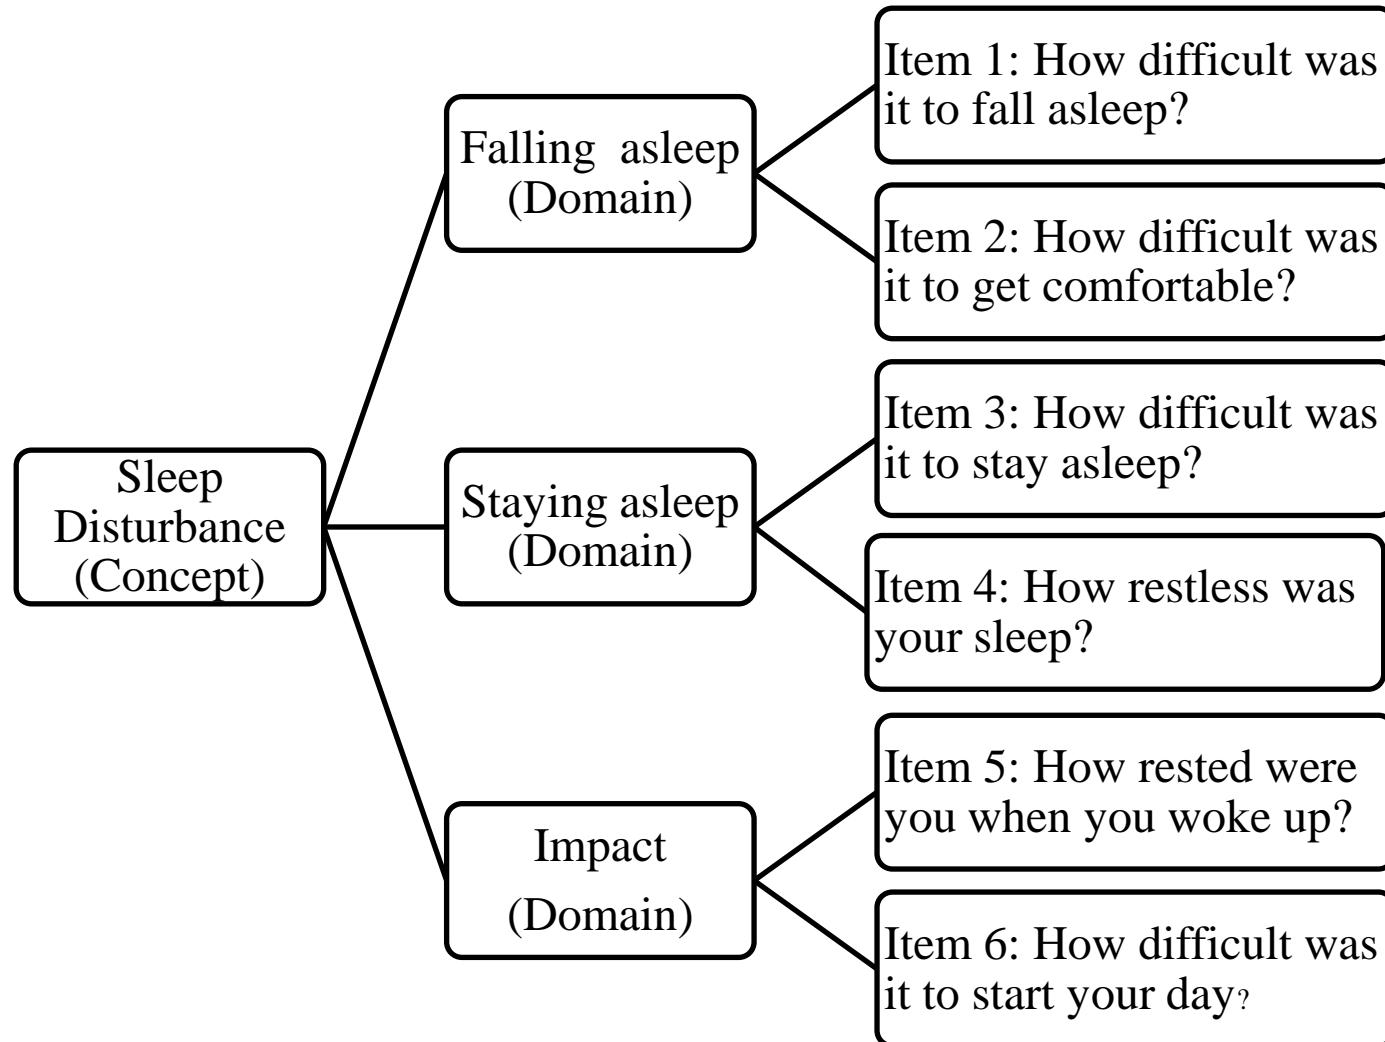 Sleep
Disturbance
(Concept)
Falling  asleep
(Domain)
Item 1: How difficult was
it to fall asleep?
Item 2: How difficult was
it to get comfortable?
Staying asleep
(Domain)
Item 3: How difficult was
it to stay asleep?
Item 4: How restless was
your sleep?
Impact
(Domain)
Item 5: How rested were
you when you woke up?
Item 6: How difficult was
it to start your day?